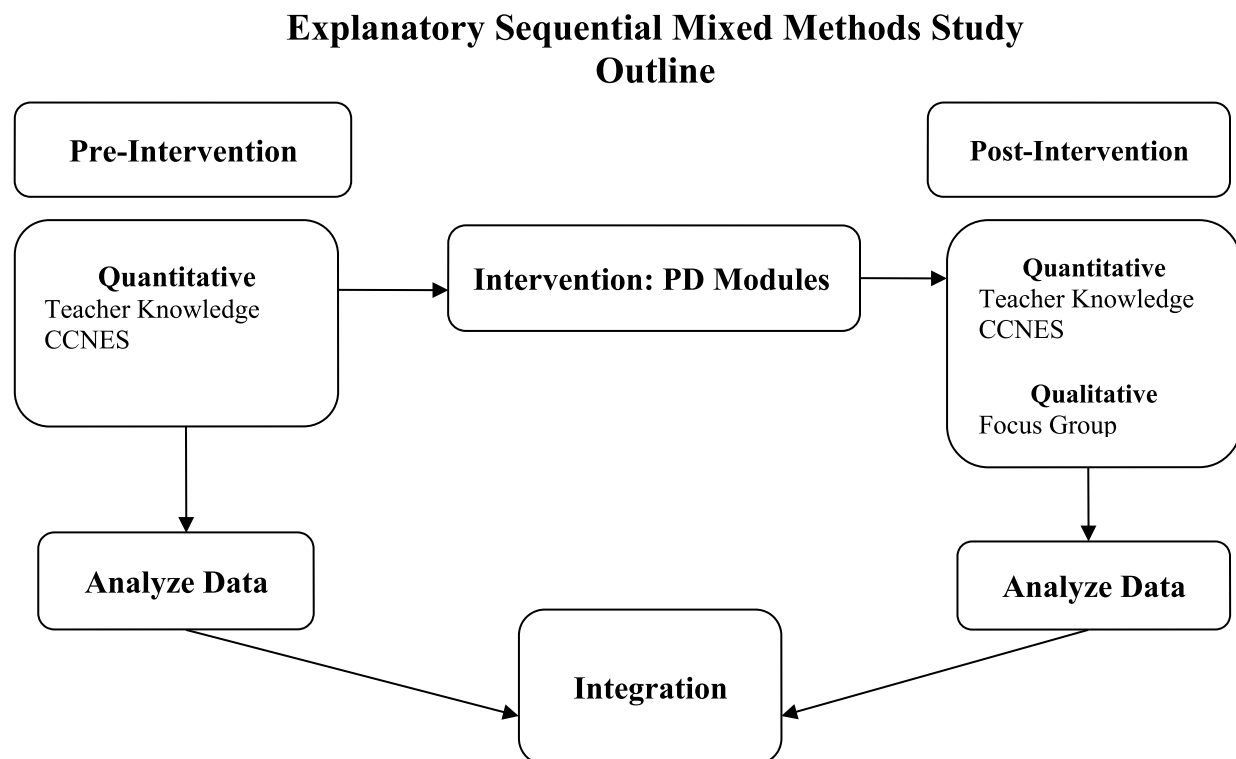 Explanatory Sequential Mixed Methods Study
Outline
Pre-Intervention
Post-Intervention
Quantitative
Teacher Knowledge
CCNES
Intervention: PD Modules
Quantitative
Teacher Knowledge
CCNES
Qualitative
Focus Group
Analyze Data
Analyze Data
Integration